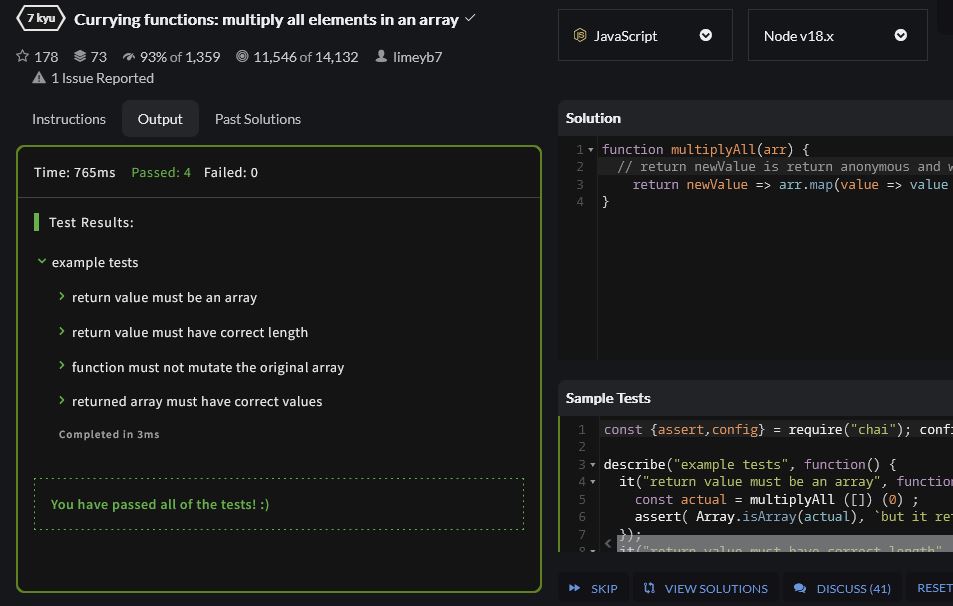 7 kyu Currying functions: multiply all elements in an array
178 73 93% of 1,359 11,546 of 14,132 limeyb7
1 Issue Reported
Instructions Output Past Solutions
Time: 765ms Passed: 4 Failed: 0
Test Results:
example tests
return value must be an array
return value must have correct length
function must not mutate the original array
returned array must have correct values
Completed in 3ms
You have passed all of the tests! :)
JavaScript
Node v18.x
Solution
1 function multiplyAll(arr) {
2 // return newValue is return anonymous and w
3 return newValue => arr.map(value => value
4 }
Sample Tests
1 const {assert,config} = require("chai"); confi
2
3 describe("example tests", function() {
4 it("return value must be an array", function
5 const actual = multiplyAll ([]) (0) ;
6 assert( Array.isArray(actual), `but it ret
7 });
8 it("return value must have correct length"
SKIP VIEW SOLUTIONS DISCUSS (41) RESET